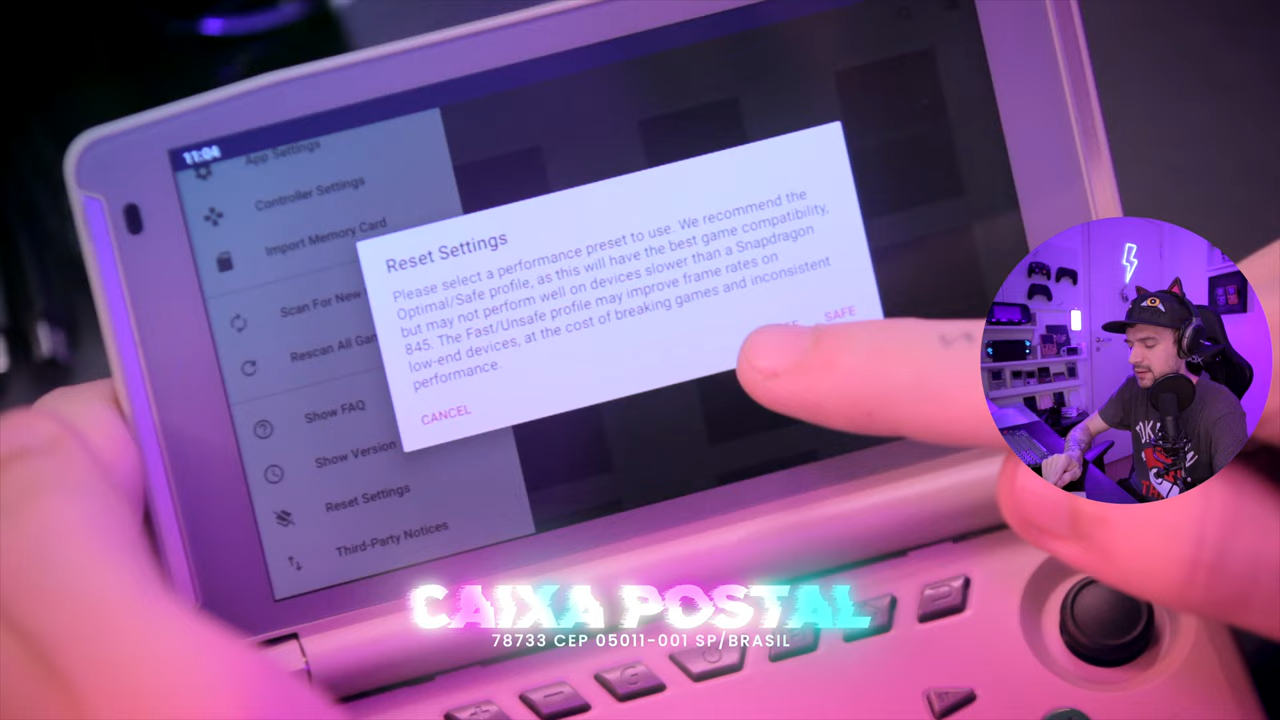 11:04
App Settings
Controller Settings
Import Memory Card
Scan For New
Rescan All
Show FAQ
Show Version
Reset Settings
Third-Party Notices
Reset Settings
Please select a performance preset to use. We recommend the
Optimal/Safe profile, as this will have the best game compatibility,
but may not perform well on devices slower than a Snapdragon
845. The Fast/Unsafe profile may improve frame rates on
low-end devices, at the cost of breaking games and inconsistent
performance.
CANCEL
SAFE
CAIXA POSTAL
78733 CEP 05011-001 SP/BRASIL